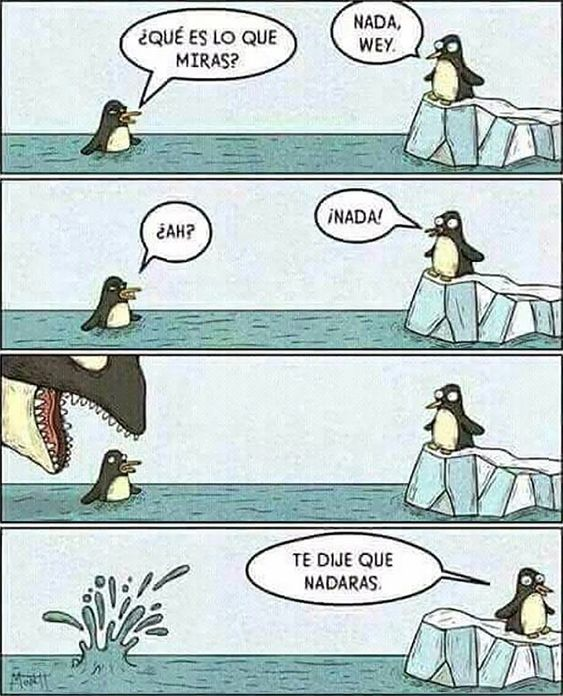 ¿QUÉ ES LO QUE
MIRAS?
NADA,
WEY.
¿AH?
¡NADA!
TE DIJE QUE
NADARAS.